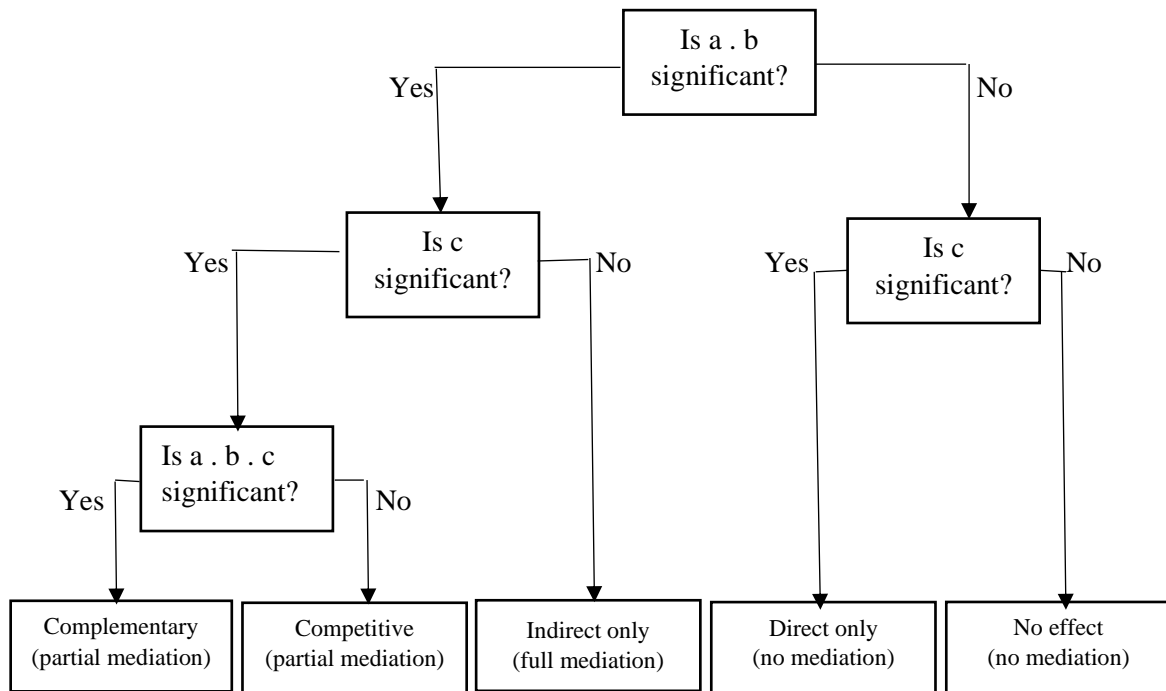 Is a . b
significant?
Yes
No
Is c
significant?
Is c
significant?
Yes
No
Yes
No
Is a . b . c
significant?
Yes
No
Complementary
(partial mediation)
Competitive
(partial mediation)
Indirect only
(full mediation)
Direct only
(no mediation)
No effect
(no mediation)